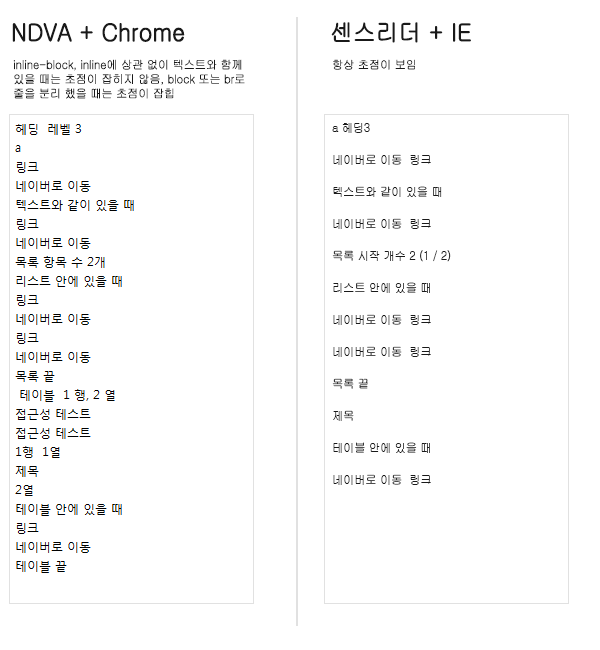 NDVA + Chrome
inline-block, inline에 상관 없이 텍스트와 함께
있을 때는 초점이 잡히지 않음, block 또는 br로
줄을 분리 했을 때는 초점이 잡힘
헤딩  레벨 3
a
링크
네이버로 이동
텍스트와 같이 있을 때
링크
네이버로 이동
목록 항목 수 2개
리스트 안에 있을 때
링크
네이버로 이동
링크
네이버로 이동
목록 끝
테이블  1 행, 2 열
접근성 테스트
접근성 테스트
1행  1열
제목
2열
테이블 안에 있을 때
링크
네이버로 이동
테이블 끝
센스리더 + IE
항상 초점이 보임
a 헤딩3
네이버로 이동  링크
텍스트와 같이 있을 때
네이버로 이동  링크
목록 시작 개수 2 (1 / 2)
리스트 안에 있을 때
네이버로 이동  링크
네이버로 이동  링크
목록 끝
제목
테이블 안에 있을 때
네이버로 이동  링크